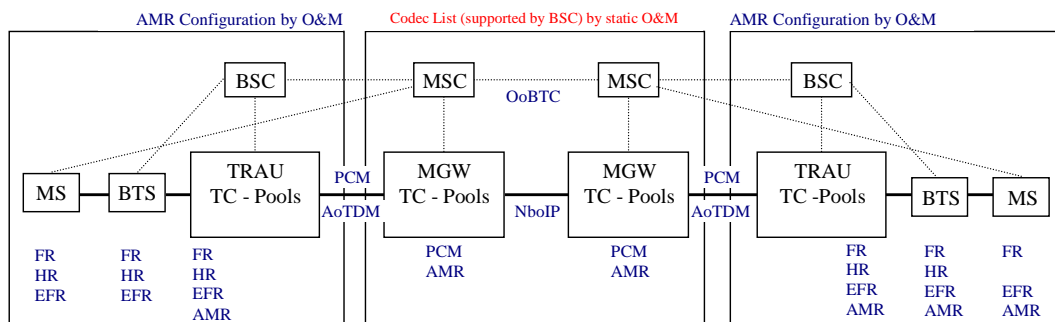 AMR Configuration by O&M
Codec List (supported by BSC) by static O&M
AMR Configuration by O&M
BSC
MSC
MSC
BSC
OoBTC
MS
BTS
TRAU
TC - Pools
PCM
AoTDM
MGW
TC - Pools
NboIP
MGW
TC - Pools
PCM
AoTDM
TRAU
TC -Pools
BTS
MS
FR
HR
EFR
FR
HR
EFR
FR
HR
EFR
AMR
PCM
AMR
PCM
AMR
FR
HR
EFR
AMR
FR
HR
EFR
AMR
FR
EFR
AMR